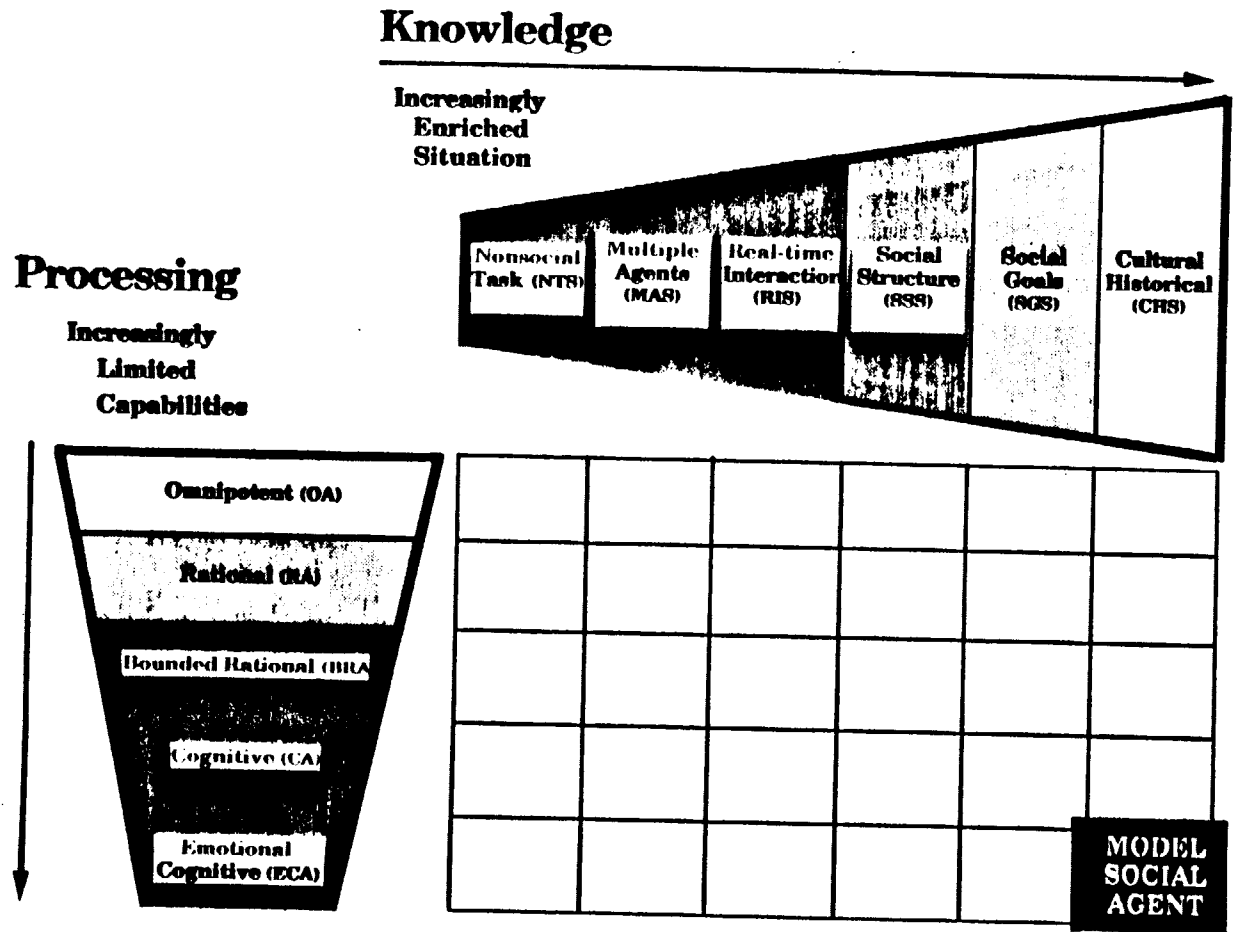 Knowledge
Increasingly
Enriched
Situation
Nonsocial
Task (NTS)
Multiple
Agents
(MAS)
Real-time
Interaction
(RIS)
Social
Structure
(SSS)
Social
Goals
(SGS)
Cultural
Historical
(CHS)
Processing
Increasingly
Limited
Capabilities
Omnipotent (OA)
Rational (RA)
Bounded Rational (BRA
Cognitive (CA)
Emotional
Cognitive (ECA)
MODEL
SOCIAL
AGENT